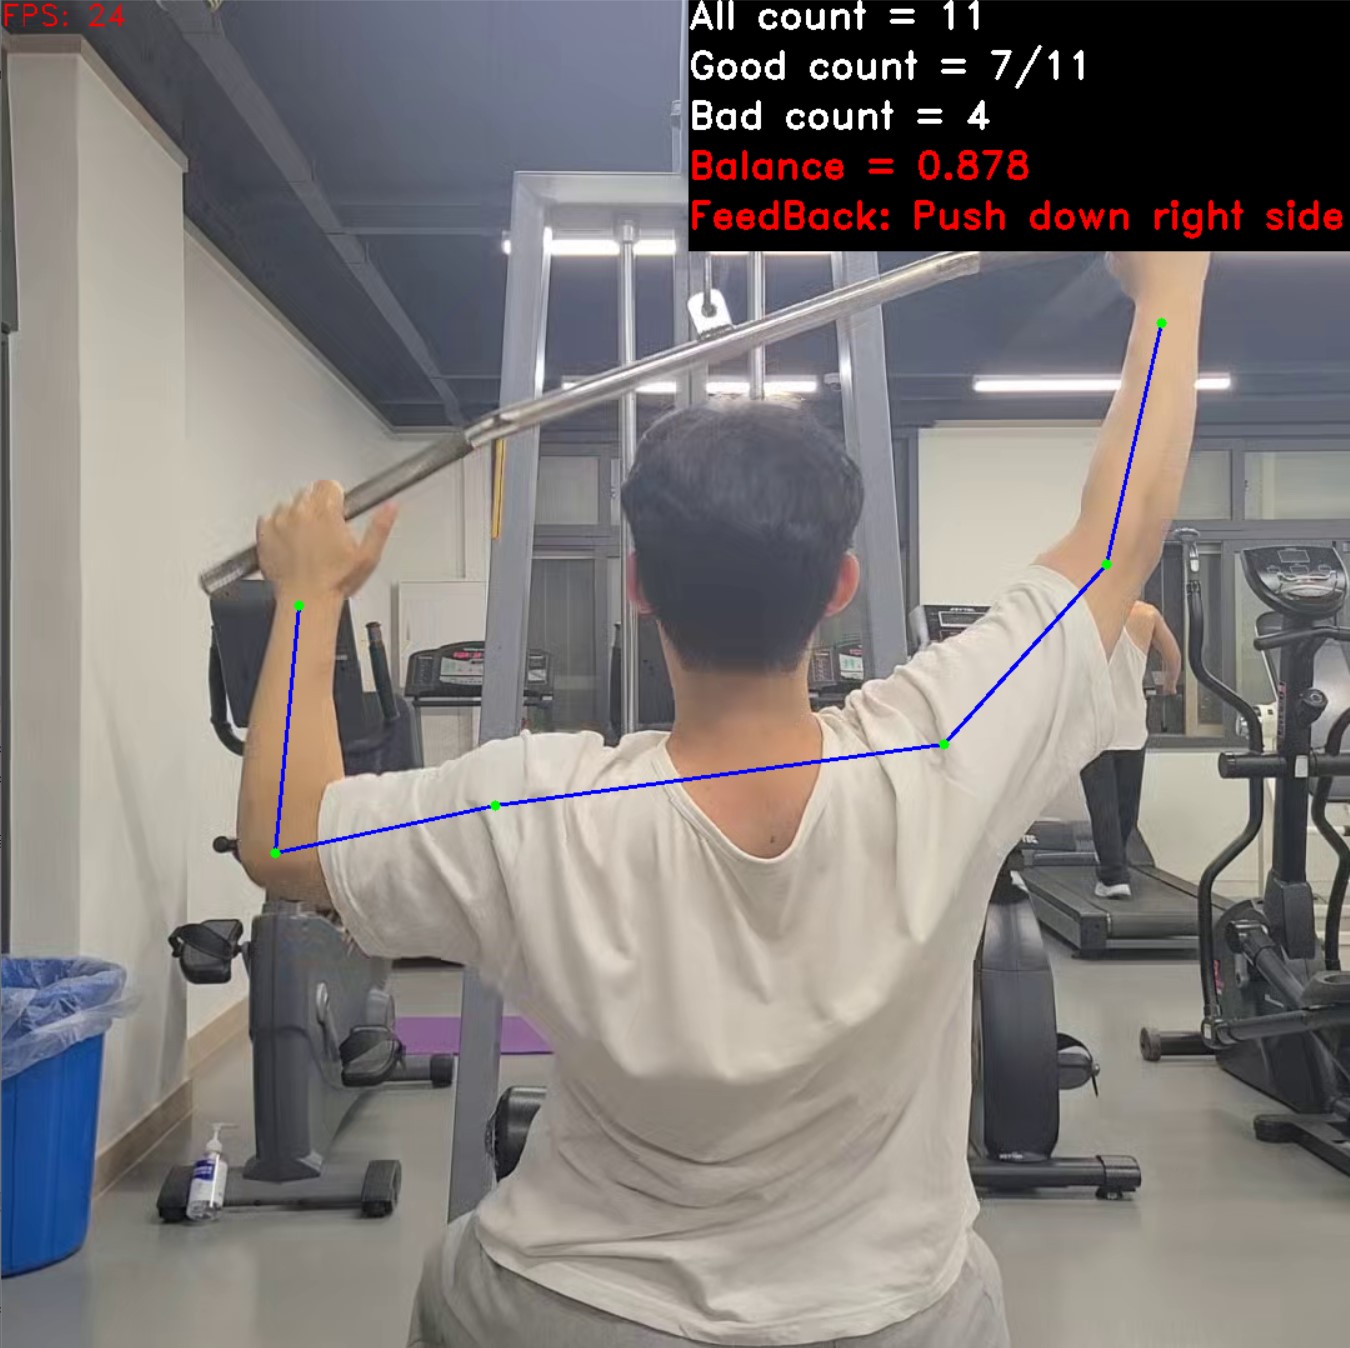 FPS: 24
All count = 11
Good count = 7/11
Bad count = 4
Balance = 0.878
FeedBack: Push down right side